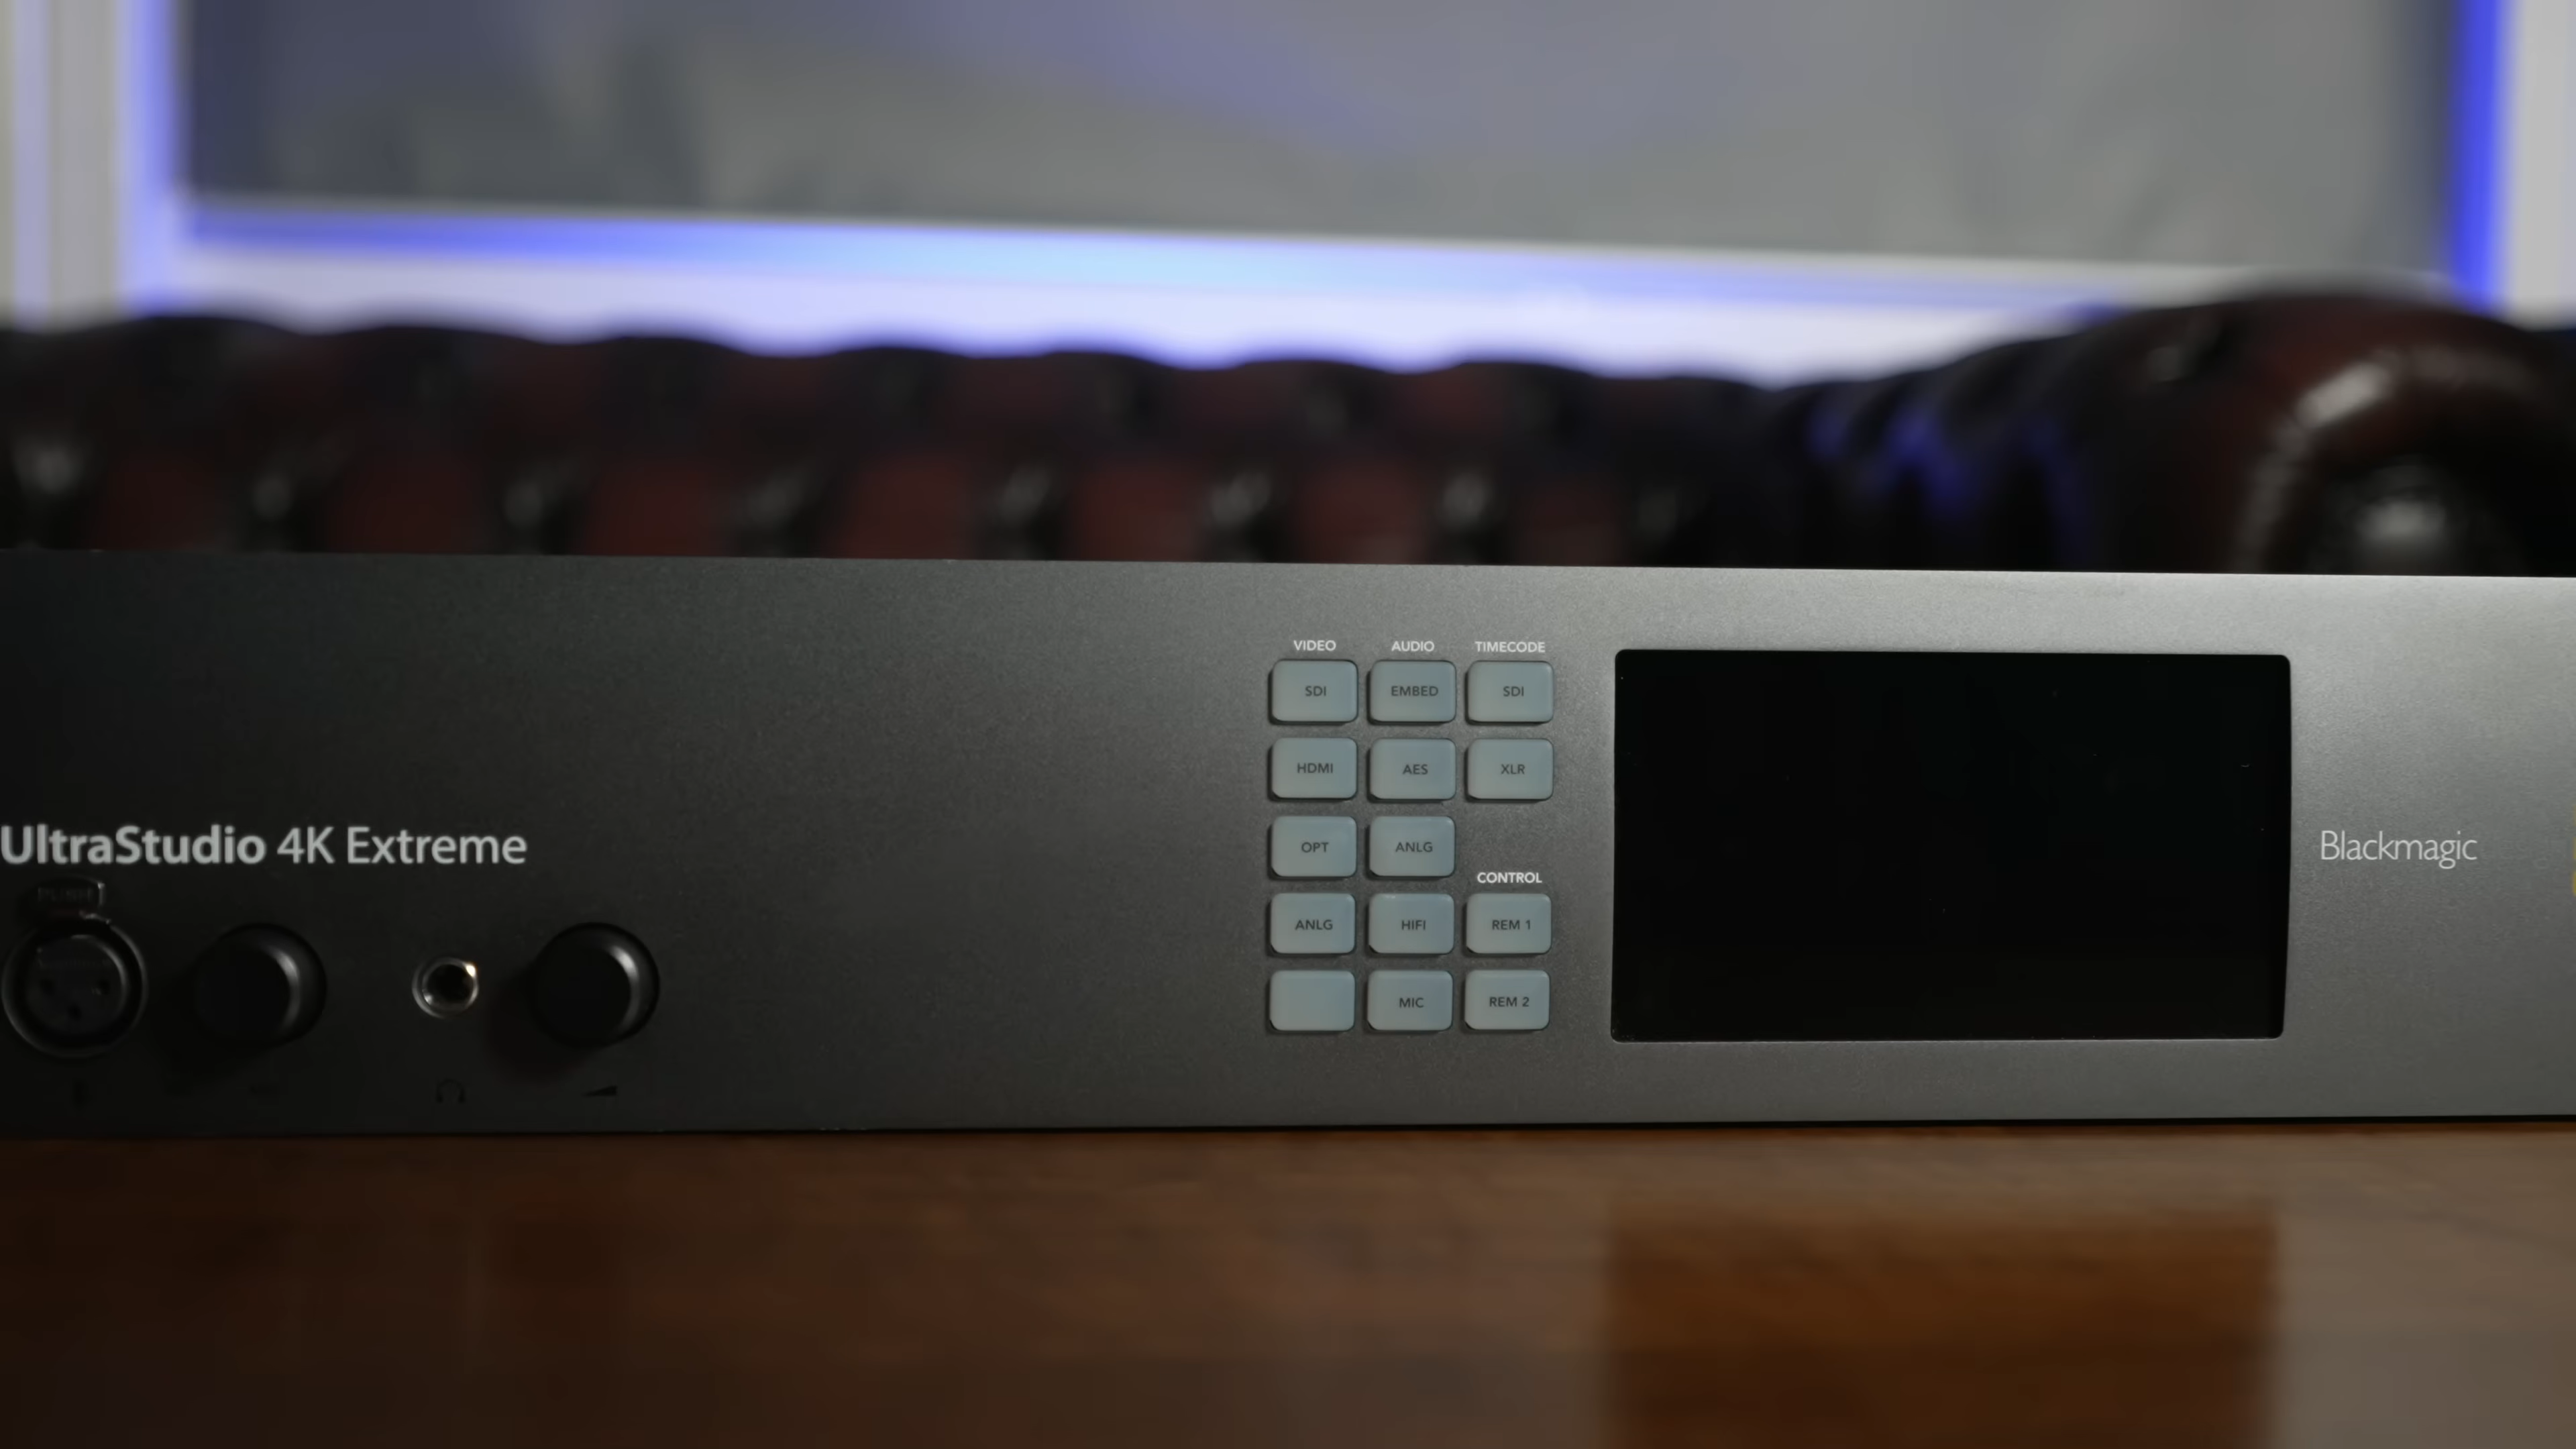 VIDEO AUDIO TIMECODE
SDI EMBED SDI
HDMI AES XLR
UltraStudio 4K Extreme
OPT ANLG
Blackmagic
CONTROL
PUSH
ANLG HIFI REM 1
MIC REM 2